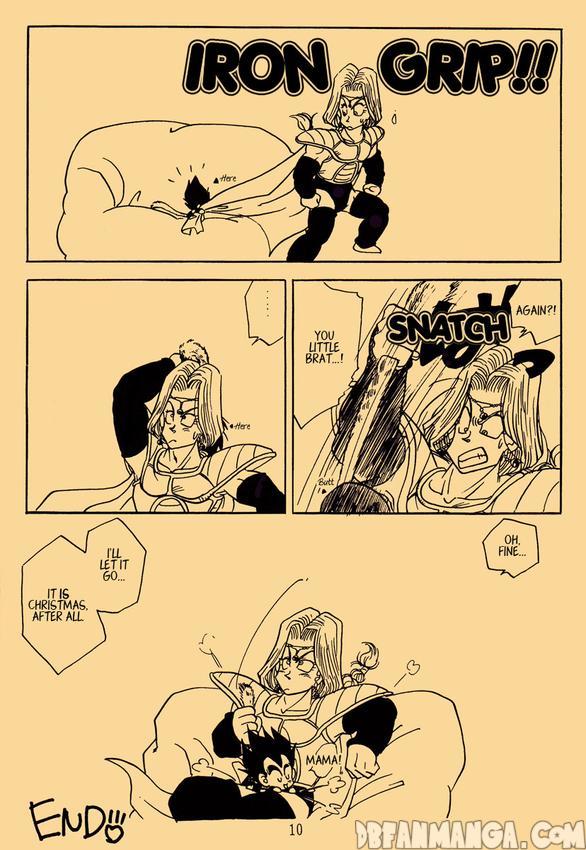 IRON GRIP!!
Here
. . . .
Here
AGAIN?!
SNATCH
YOU
LITTLE
BRAT...!
Butt
OH,
FINE...
I'LL
LET IT
GO...
IT IS
CHRISTMAS,
AFTER ALL.
MAMA!
END!!!
10
DBFANMANGA.COM